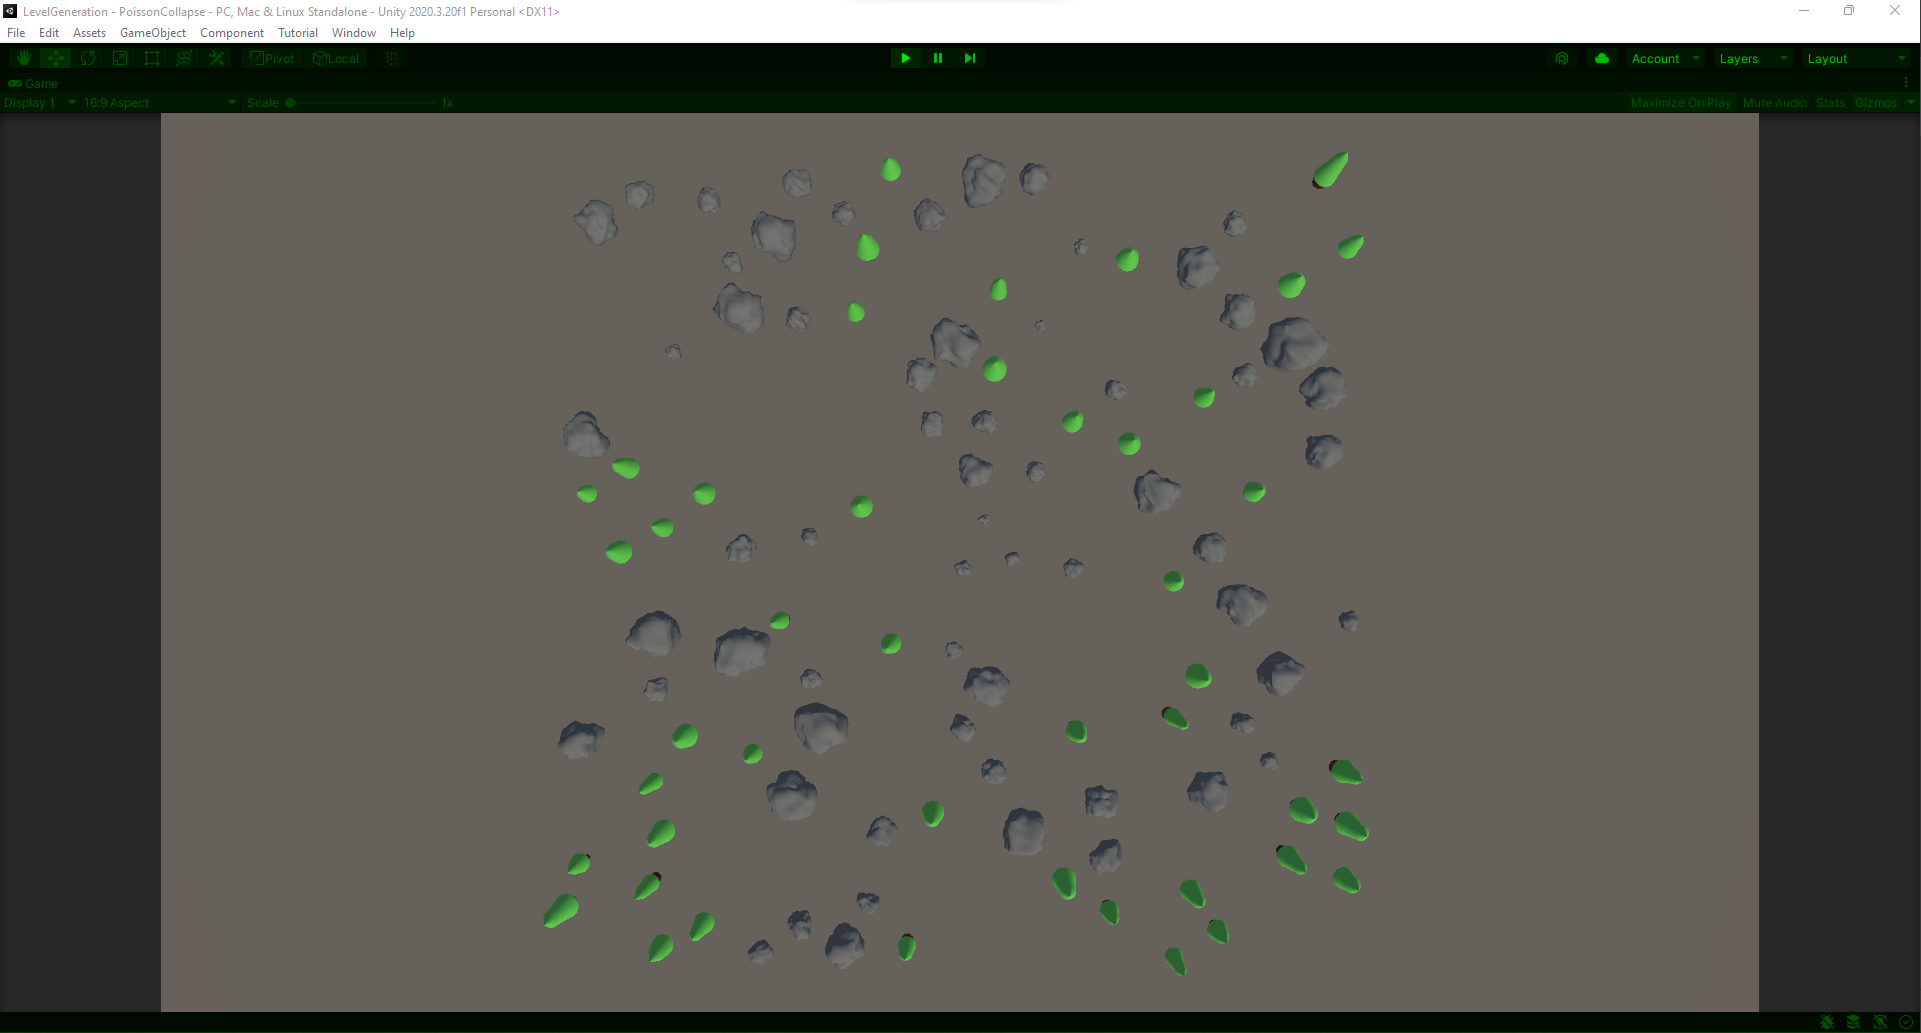 LevelGeneration - PoissonCollapse - PC, Mac & Linux Standalone - Unity 2020.3.20f1 Personal <DX11>
File Edit Assets GameObject Component Tutorial Window Help
Pivot Local Account Layers Layout
Game
Display 1 16:9 Aspect Scale 1x Maximize On Play Mute Audio Stats Gizmos